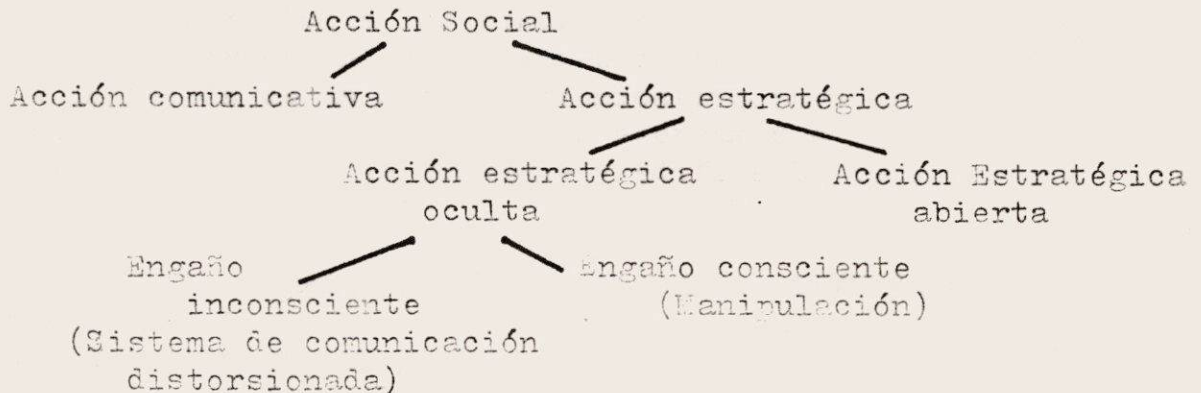 Acción Social
Acción comunicativa Acción estratégica
Acción estratégica Acción Estratégica
oculta abierta
Engaño Engaño consciente
inconsciente (Manipulación)
(Sistema de comunicación
distorsionada)